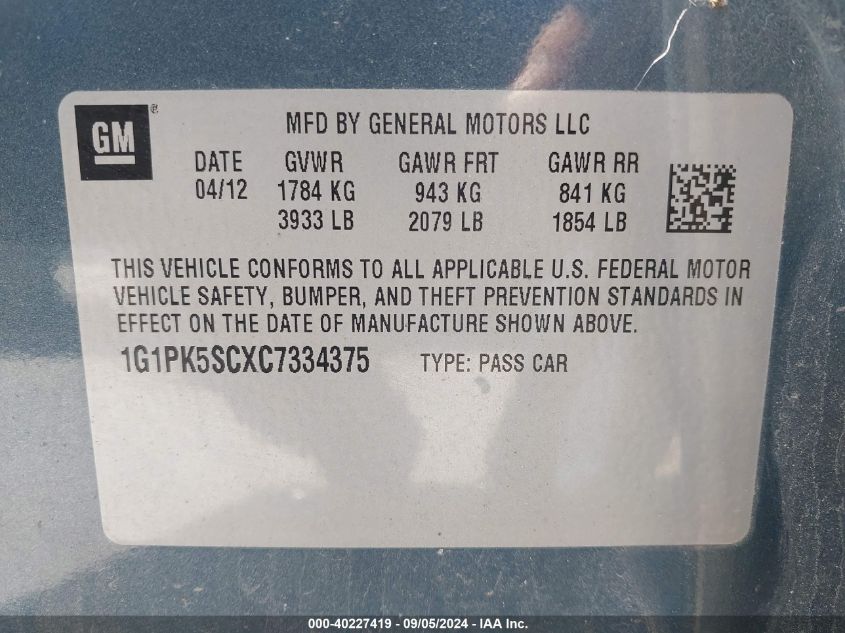 GM ®
MFD BY GENERAL MOTORS LLC
DATE GVWR GAWR FRT GAWR RR
04/12 1784 KG 943 KG 841 KG
3933 LB 2079 LB 1854 LB
THIS VEHICLE CONFORMS TO ALL APPLICABLE U.S. FEDERAL MOTOR
VEHICLE SAFETY, BUMPER, AND THEFT PREVENTION STANDARDS IN
EFFECT ON THE DATE OF MANUFACTURE SHOWN ABOVE.
1G1PK5SCXC7334375 TYPE: PASS CAR
000-40227419 - 09/05/2024 - IAA Inc.